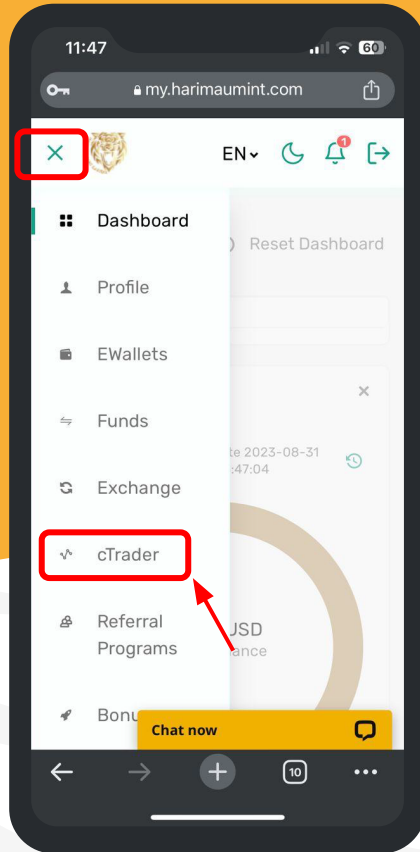 11:47
60
my.harimaumint.com
EN
1
Dashboard
Reset Dashboard
Profile
EWallets
Funds
te 2023-08-31
:47:04
Exchange
cTrader
Referral
Programs
USD
ance
Bonu
Chat now
10